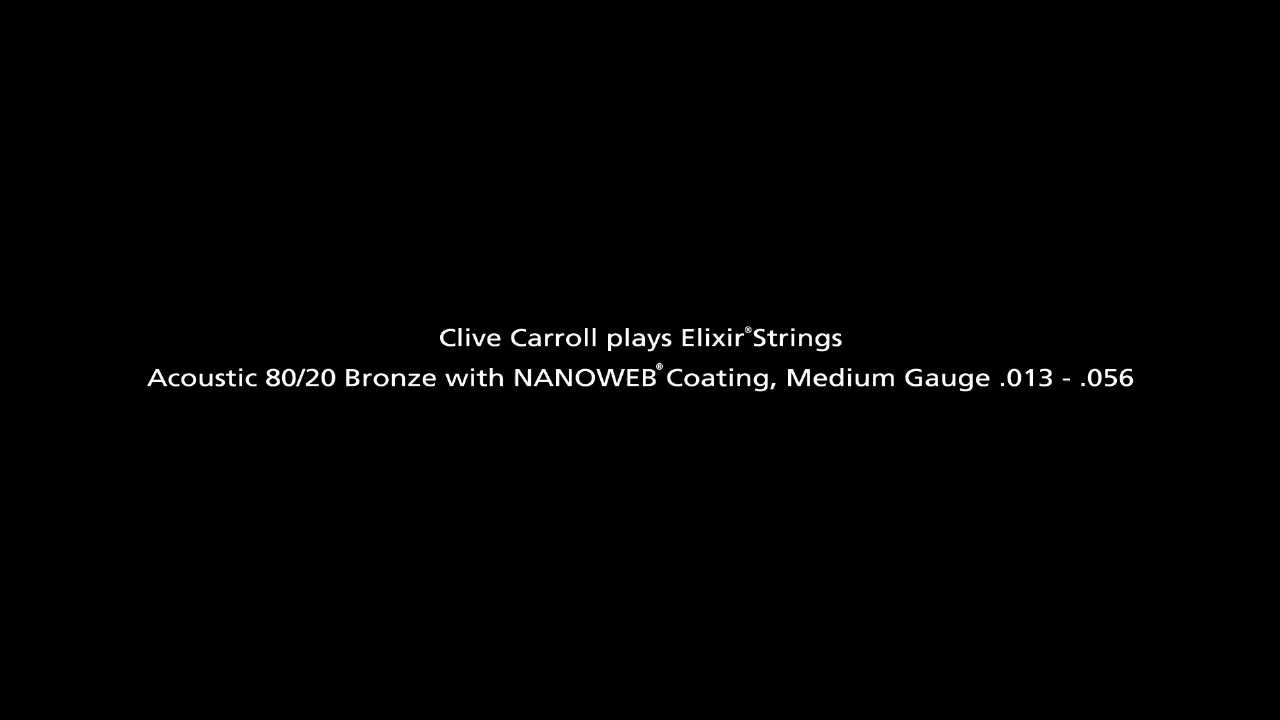 Clive Carroll plays Elixir® Strings
Acoustic 80/20 Bronze with NANOWEB® Coating, Medium Gauge .013 - .056